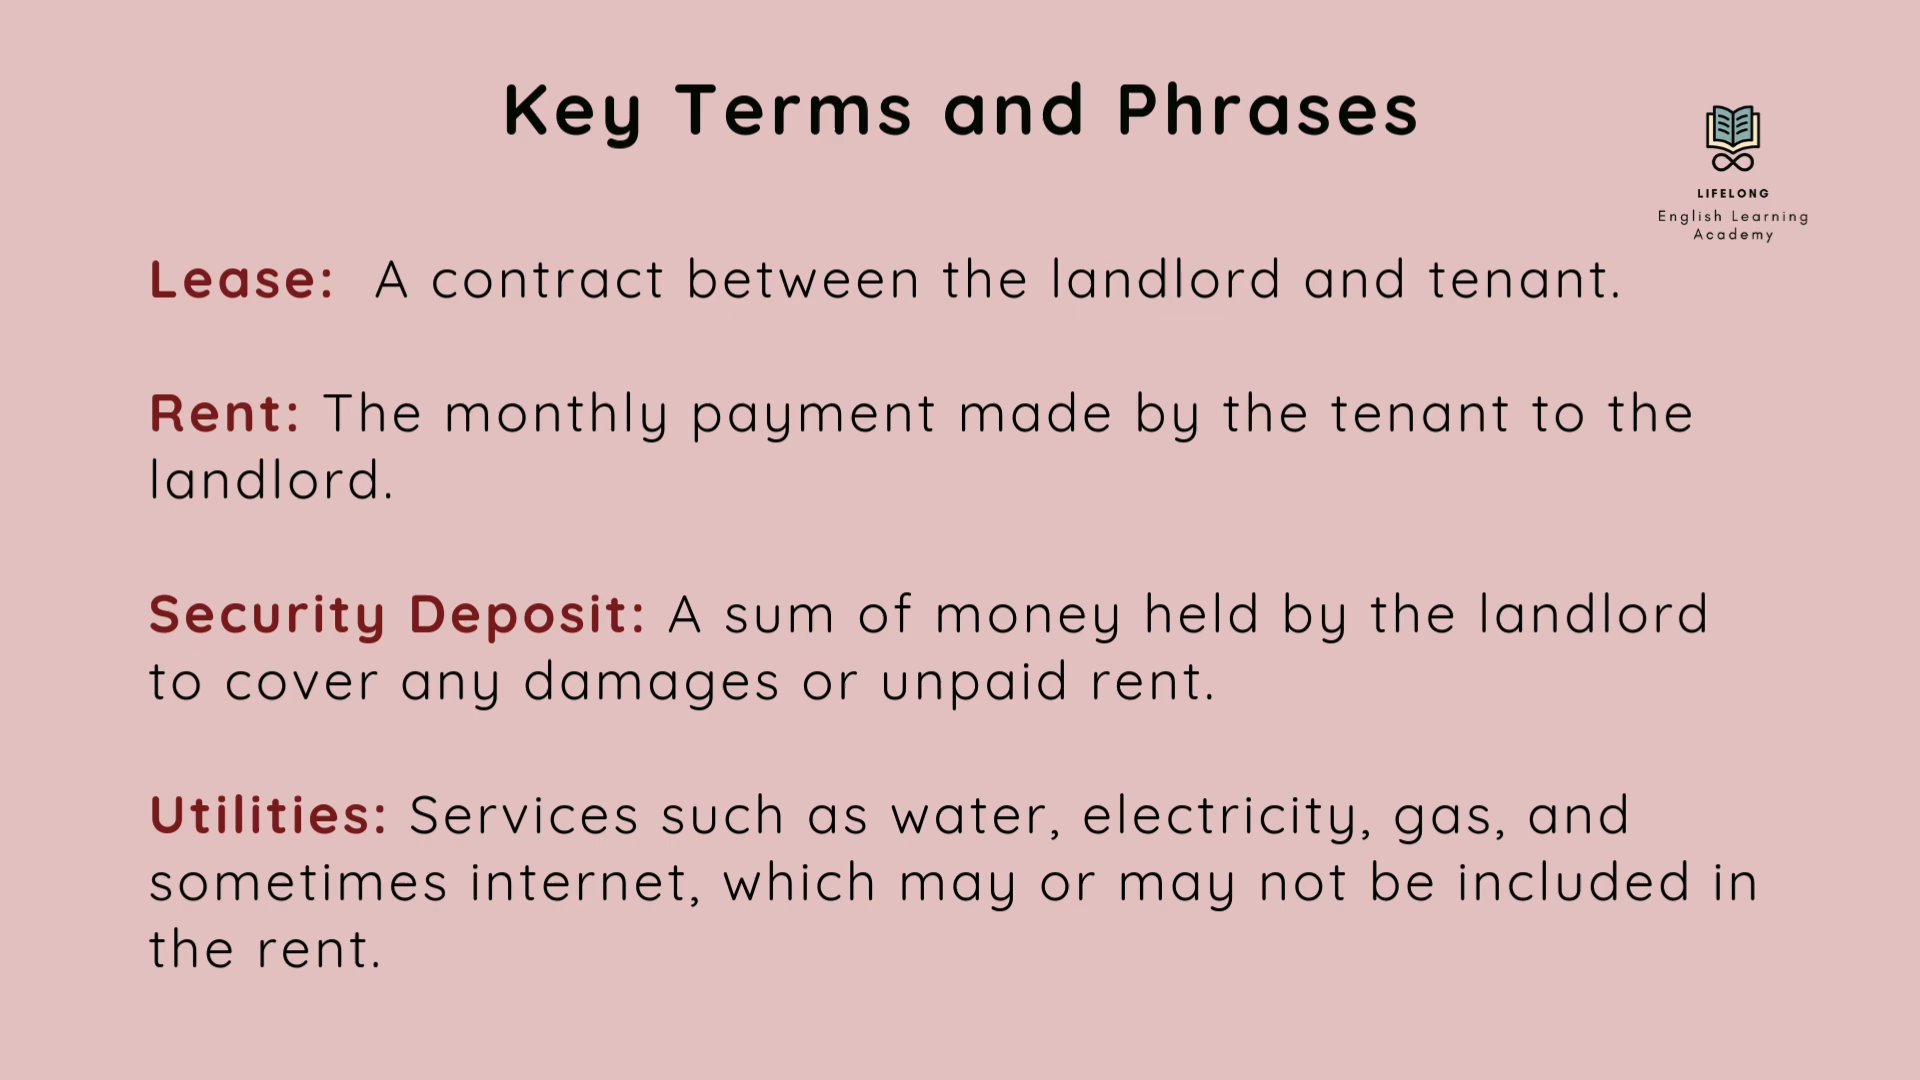 Key Terms and Phrases
LIFELONG
English Learning
Academy
Lease: A contract between the landlord and tenant.
Rent: The monthly payment made by the tenant to the
landlord.
Security Deposit: A sum of money held by the landlord
to cover any damages or unpaid rent.
Utilities: Services such as water, electricity, gas, and
sometimes internet, which may or may not be included in
the rent.